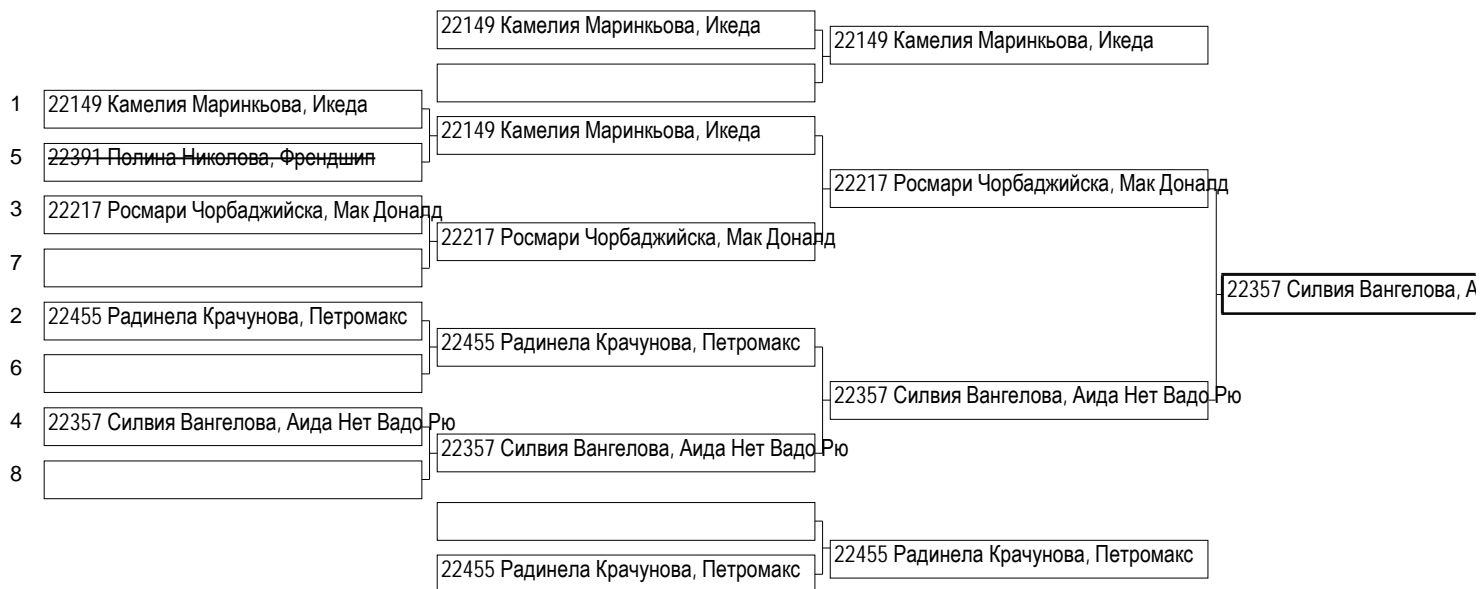 22149 Камелия Маринкьова, Икеда
22149 Камелия Маринкьова, Икеда
1 22149 Камелия Маринкьова, Икеда
22149 Камелия Маринкьова, Икеда
5 22391 Полина Николова, Френдшип
22217 Росмари Чорбаджийска, Мак Доналд
3 22217 Росмари Чорбаджийска, Мак Доналд
22217 Росмари Чорбаджийска, Мак Доналд
7
22357 Силвия Вангелова, А
2 22455 Радинела Крачунова, Петромакс
22455 Радинела Крачунова, Петромакс
6
22357 Силвия Вангелова, Аида Нет Вадо Рю
4 22357 Силвия Вангелова, Аида Нет Вадо Рю
22357 Силвия Вангелова, Аида Нет Вадо Рю
8
22455 Радинела Крачунова, Петромакс
22455 Радинела Крачунова, Петромакс